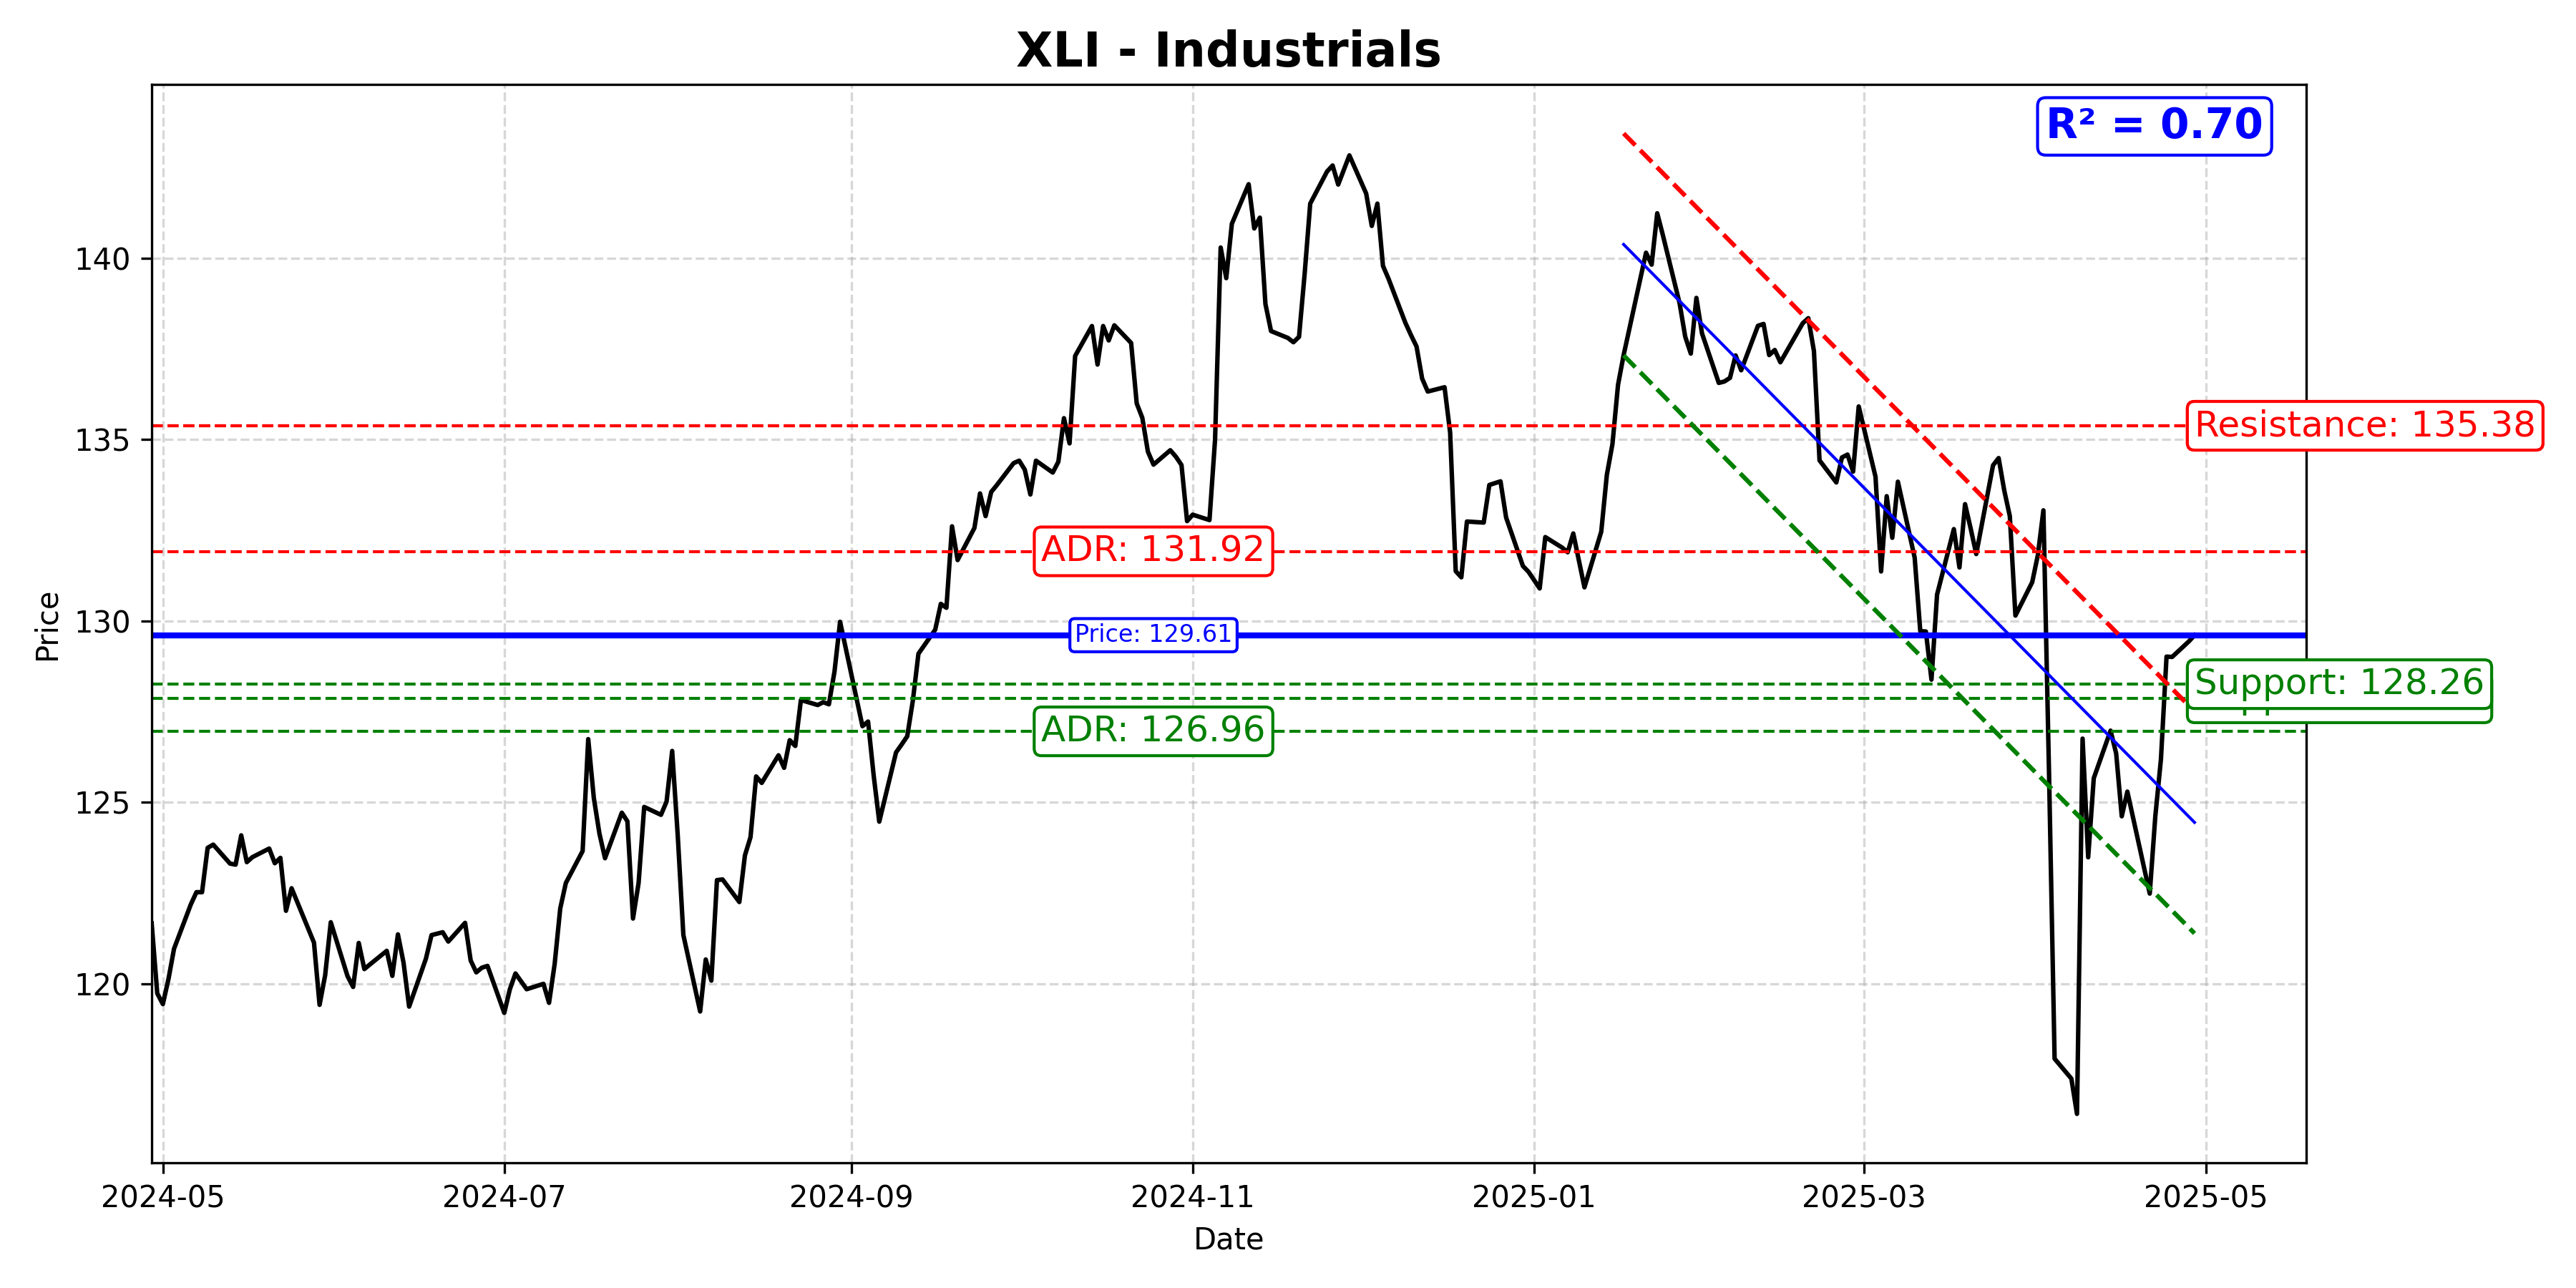 XLI - Industrials
R² = 0.70
140
135
130
125
120
Price
Resistance: 135.38
ADR: 131.92
Price: 129.61
Support: 128.26
ADR: 126.96
2024-05
2024-07
2024-09
2024-11
2025-01
2025-03
2025-05
Date